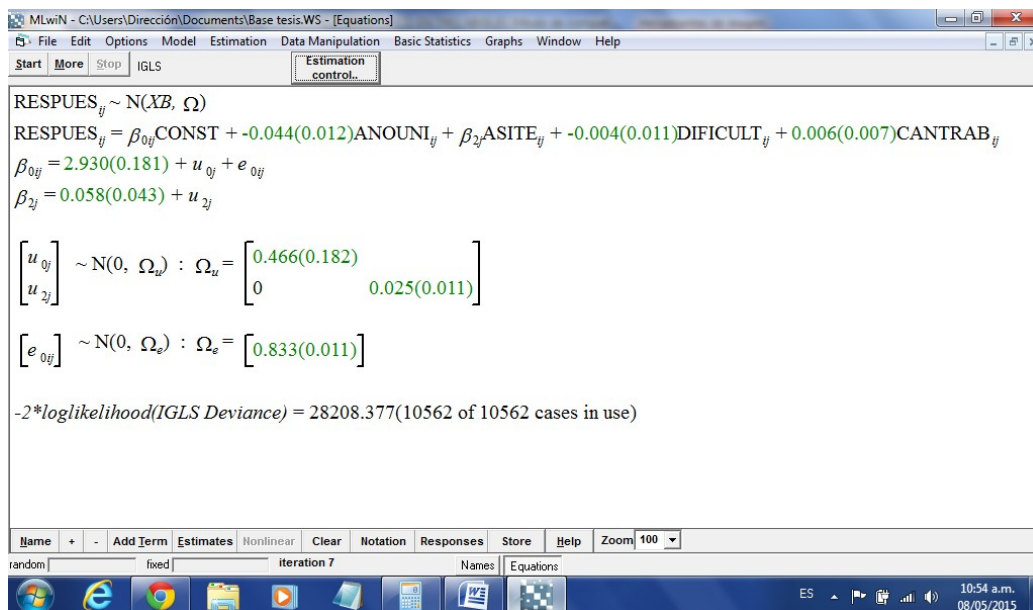 MLwiN - C:\Users\Dirección\Documents\Base tesis.WS - [Equations]
File Edit Options Model Estimation Data Manipulation Basic Statistics Graphs Window Help
Start More Stop IGLS Estimation control..
RESPUES_ij ~ N(XB, Ω)
RESPUES_ij = β_0ij CONST + -0.044(0.012)ANOUNI_ij + β_2j ASITE_ij + -0.004(0.011)DIFICULT_ij + 0.006(0.007)CANTRAB_ij
β_0ij = 2.930(0.181) + u_0j + e_0ij
β_2j = 0.058(0.043) + u_2j
[u_0j] ~ N(0, Ω_u) : Ω_u = [0.466(0.182)]
[u_2j] [0 0.025(0.011)]
[e_0ij] ~ N(0, Ω_e) : Ω_e = [0.833(0.011)]
-2*loglikelihood(IGLS Deviance) = 28208.377(10562 of 10562 cases in use)
Name + - Add Term Estimates Nonlinear Clear Notation Responses Store Help Zoom 100
random fixed iteration 7 Names Equations
ES 10:54 a.m.
08/05/2015